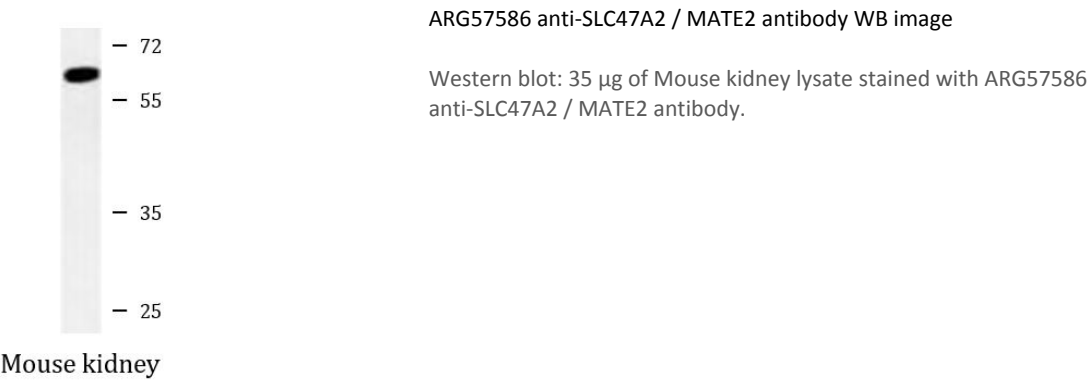 ARG57586 anti-SLC47A2 / MATE2 antibody WB image
Western blot: 35 µg of Mouse kidney lysate stained with ARG57586
anti-SLC47A2 / MATE2 antibody.
72
55
35
25
Mouse kidney